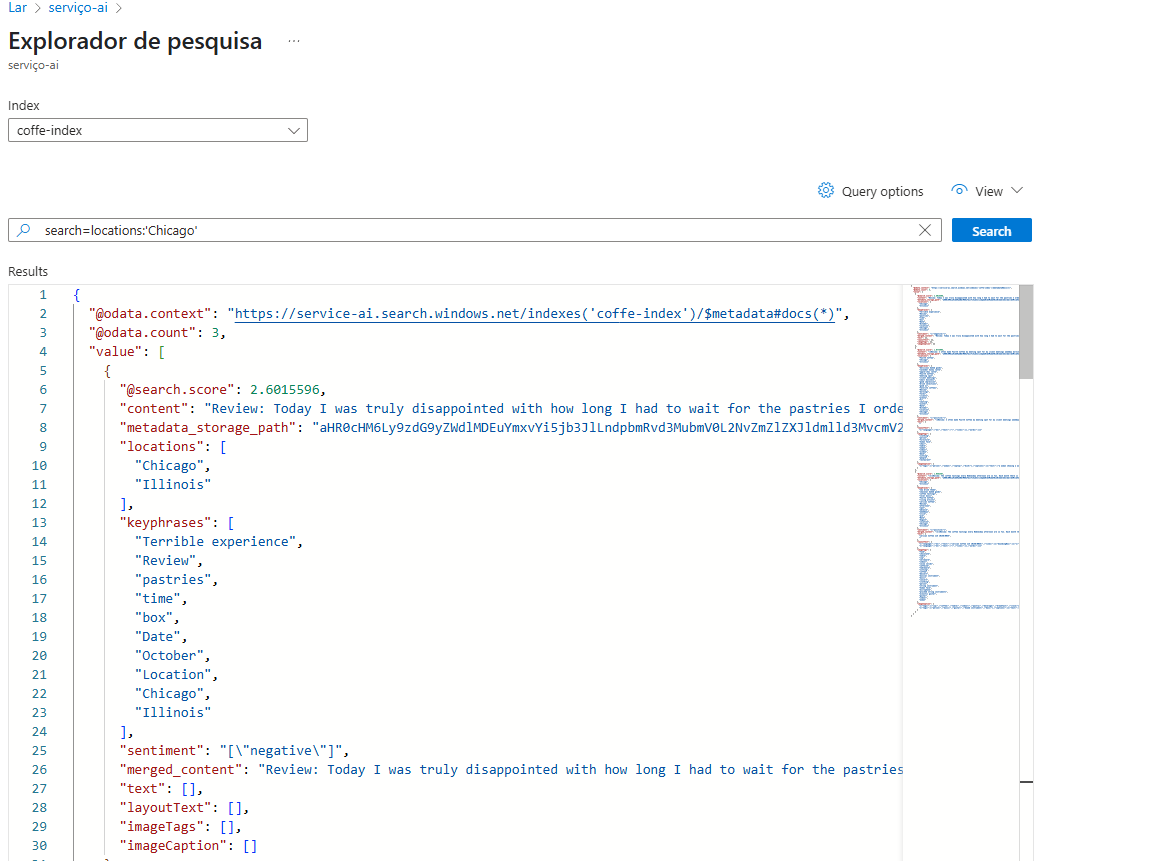 Lar > serviço-ai >
Explorador de pesquisa ...
serviço-ai
Index
coffe-index
Query options View
search=locations:'Chicago'
Search
Results
1 {
2 "@odata.context": "https://service-ai.search.windows.net/indexes('coffe-index')/$metadata#docs(*)",
3 "@odata.count": 3,
4 "value": [
5 {
6 "@search.score": 2.6015596,
7 "content": "Review: Today I was truly disappointed with how long I had to wait for the pastries I orde
8 "metadata_storage_path": "aHR0cHM6Ly9zdG9yZWdlMDEuYmxvYi5jb3JlLndpbmRvd3MubmV0L2NvZmZlZXJldmlld3MvcmV2
9 "locations": [
10 "Chicago",
11 "Illinois"
12 ],
13 "keyphrases": [
14 "Terrible experience",
15 "Review",
16 "pastries",
17 "time",
18 "box",
19 "Date",
20 "October",
21 "Location",
22 "Chicago",
23 "Illinois"
24 ],
25 "sentiment": "[\"negative\"]",
26 "merged_content": "Review: Today I was truly disappointed with how long I had to wait for the pastries
27 "text": [],
28 "layoutText": [],
29 "imageTags": [],
30 "imageCaption": []